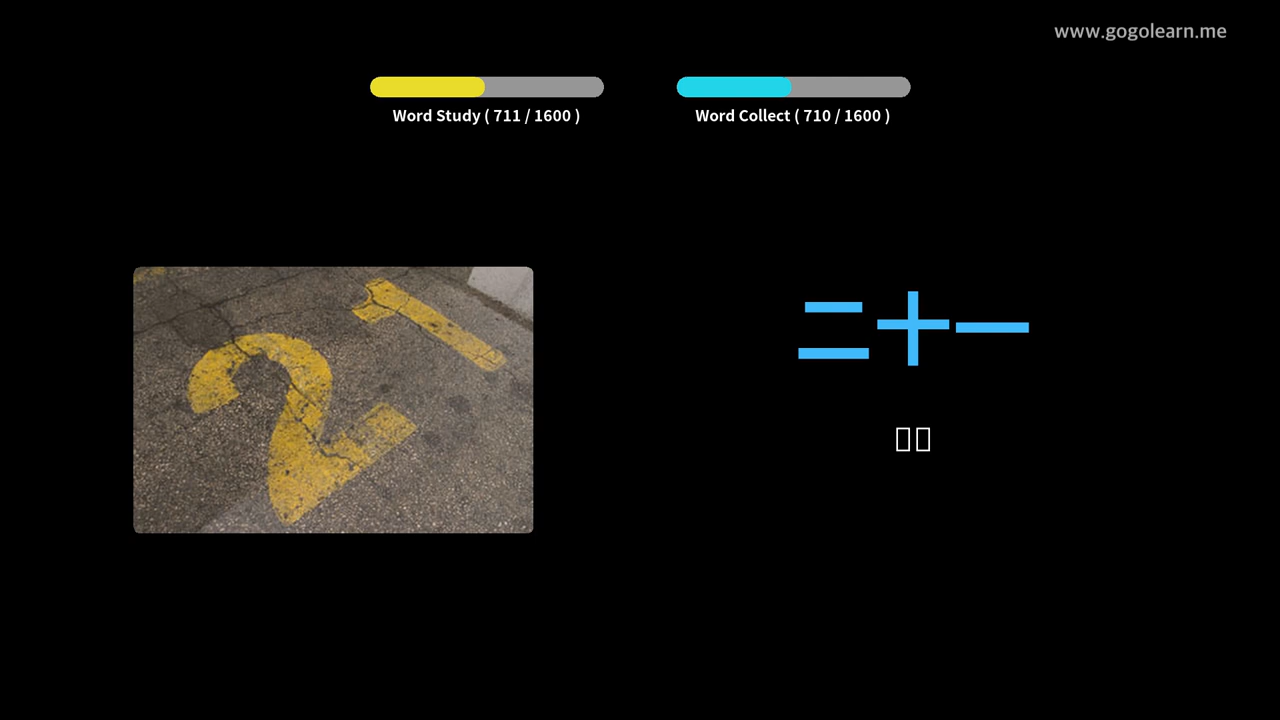 www.gogolearn.me
Word Study ( 711 / 1600 )
Word Collect ( 710 / 1600 )
21
二十一